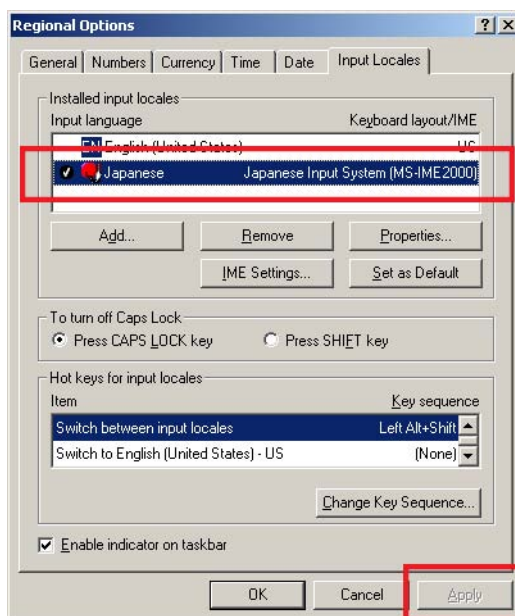 Regional Options
General Numbers Currency Time Date Input Locales
Installed input locales
Input language Keyboard layout/IME
EN English (United States) US
Japanese Japanese Input System (MS-IME2000)
Add... Remove Properties...
IME Settings... Set as Default
To turn off Caps Lock
Press CAPS LOCK key Press SHIFT key
Hot keys for input locales
Item Key sequence
Switch between input locales Left Alt+Shift
Switch to English (United States) - US (None)
Change Key Sequence...
Enable indicator on taskbar
OK Cancel Apply